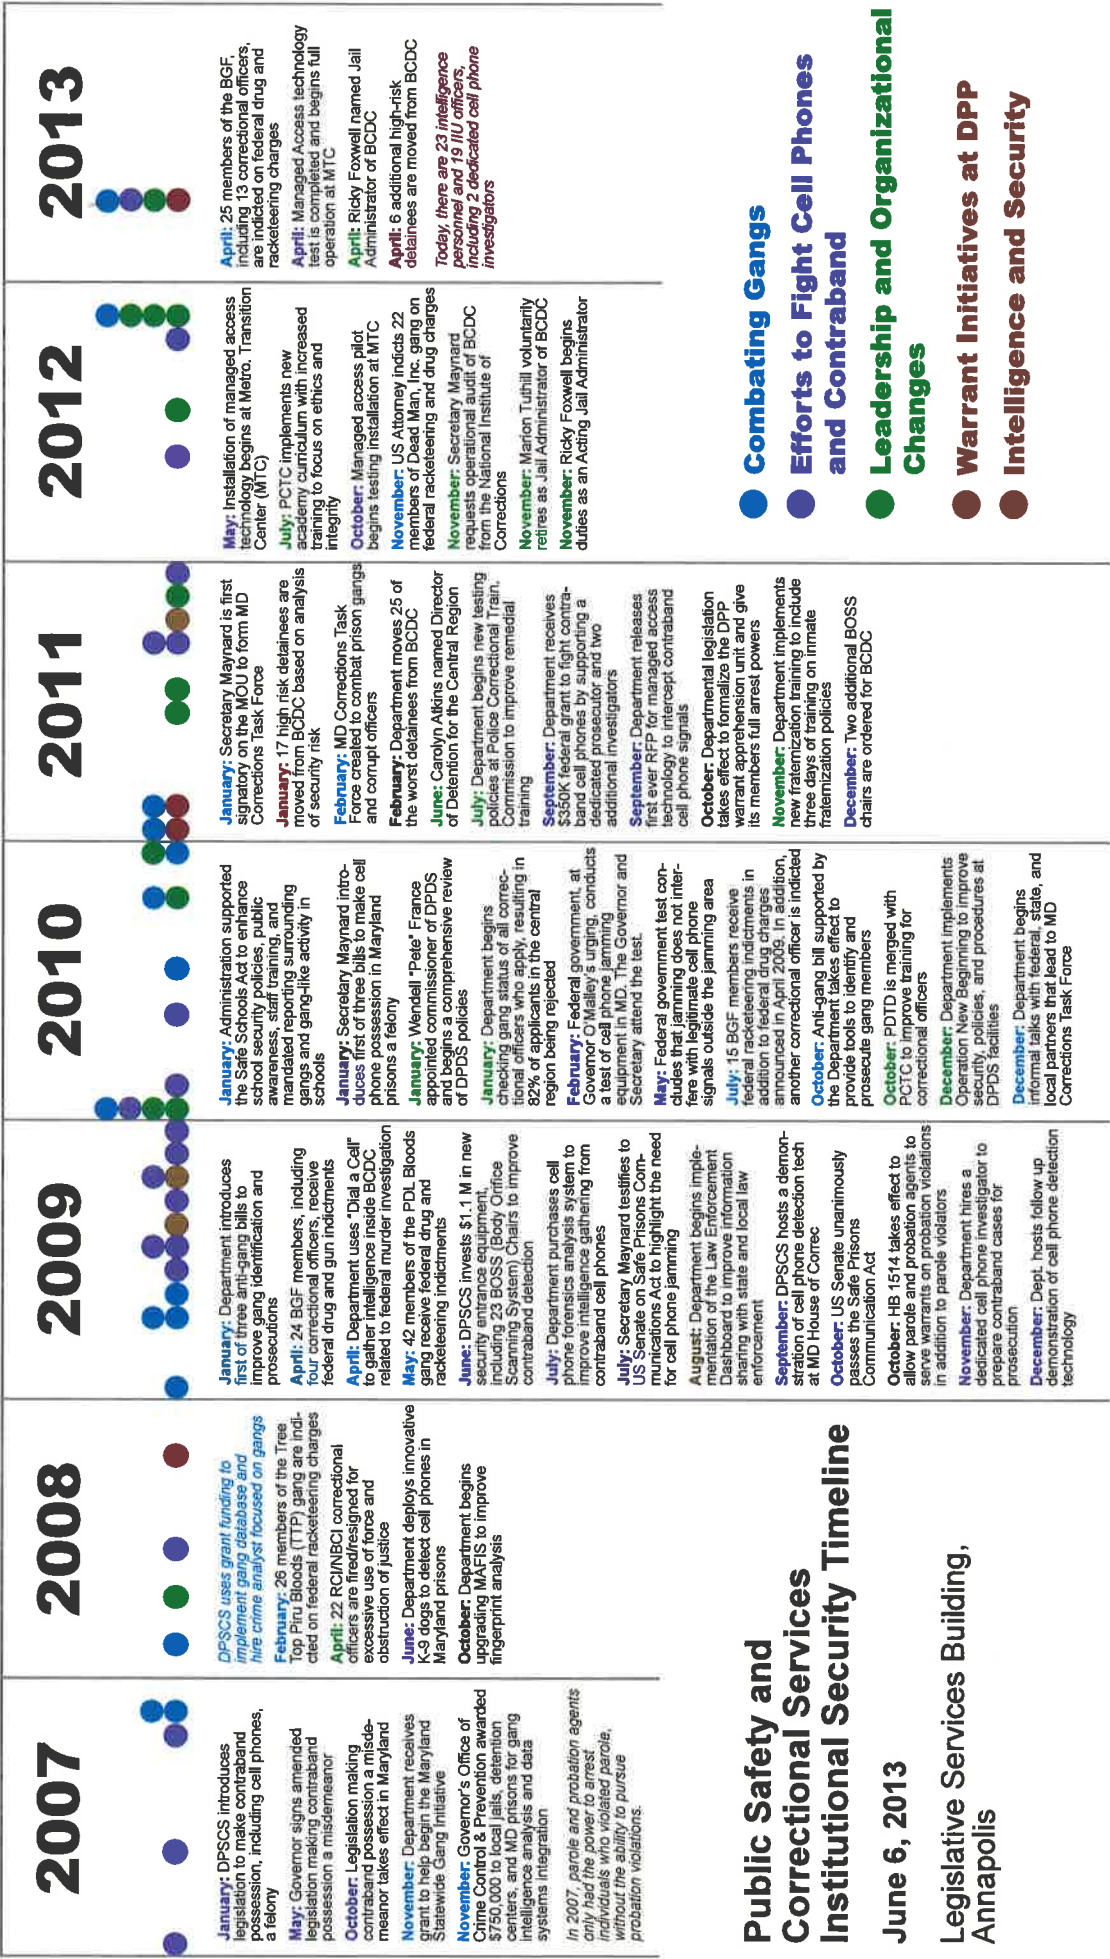 2007
January: DPSCS introduces
legislation to make contraband
possession, including cell phones,
a felony
May: Governor signs amended
legislation making contraband
possession a misdemeanor
October: Legislation making
contraband possession a misde-
meanor takes effect in Maryland
November: Department receives
grant to help begin the Maryland
Statewide Gang Initiative
November: Governor's Office of
Crime Control & Prevention awarded
$750,000 to local jails, detention
centers, and MD prisons for gang
intelligence analysis and data
systems integration
In 2007, parole and probation agents
only had the power to arrest
individuals who violated parole,
without the ability to pursue
probation violations.
2008
DPSCS uses grant funding to
implement gang database and
hire crime analyst focused on gangs
February: 26 members of the Tree
Top Piru Bloods (TTP) gang are indi-
cted on federal racketeering charges
April: 22 RCI/NBCI correctional
officers are fired/resigned for
excessive use of force and
obstruction of justice
June: Department deploys innovative
K-9 dogs to detect cell phones in
Maryland prisons
October: Department begins
upgrading MAFIS to improve
fingerprint analysis
2009
January: Department introduces
first of three anti-gang bills to
improve gang identification and
prosecutions
April: 24 BGF members, including
four correctional officers, receive
federal drug and gun indictments
April: Department uses "Dial a Cell"
to gather intelligence inside BCDC
related to federal murder investigation
May: 42 members of the PDL Bloods
gang receive federal drug and
racketeering indictments
June: DPSCS invests $1.1 M in new
security entrance equipment,
including 23 BOSS (Body Orifice
Scanning System) Chairs to improve
contraband detection
July: Department purchases cell
phone forensics analysis system to
improve intelligence gathering from
contraband cell phones
July: Secretary Maynard testifies to
US Senate on Safe Prisons Com-
munications Act to highlight the need
for cell phone jamming
August: Department begins imple-
mentation of the Law Enforcement
Dashboard to improve information
sharing with state and local law
enforcement
September: DPSCS hosts a demon-
stration of cell phone detection tech
at MD House of Correc
October: US Senate unanimously
passes the Safe Prisons
Communication Act
October: HB 1514 takes effect to
allow parole and probation agents to
serve warrants on probation violations
in addition to parole violators
November: Department hires a
dedicated cell phone investigator to
prepare contraband cases for
prosecution
December: Dept. hosts follow up
demonstration of cell phone detection
technology
2010
January: Administration supported
the Safe Schools Act to enhance
school security policies, public
awareness, staff training, and
mandated reporting surrounding
gangs and gang-like activity in
schools
January: Secretary Maynard intro-
duces first of three bills to make cell
phone possession in Maryland
prisons a felony
January: Wendell "Pete" France
appointed commissioner of DPDS
and begins a comprehensive review
of DPDS policies
January: Department begins
checking gang status of all correc-
tional officers who apply, resulting in
82% of applicants in the central
region being rejected
February: Federal government, at
Governor O'Malley's urging, conducts
a test of cell phone jamming
equipment in MD. The Governor and
Secretary attend the test.
May: Federal government test con-
cludes that jamming does not inter-
fere with legitimate cell phone
signals outside the jamming area
July: 15 BGF members receive
federal racketeering indictments in
addition to federal drug charges
announced in April 2009. In addition,
another correctional officer is indicted
October: Anti-gang bill supported by
the Department takes effect to
provide tools to identify and
prosecute gang members
October: PDTD is merged with
PCTC to improve training for
correctional officers
December: Department implements
Operation New Beginning to improve
security, policies, and procedures at
DPDS facilities
December: Department begins
informal talks with federal, state, and
local partners that lead to MD
Corrections Task Force
2011
January: Secretary Maynard is first
signatory on the MOU to form MD
Corrections Task Force
January: 17 high risk detainees are
moved from BCDC based on analysis
of security risk
February: MD Corrections Task
Force created to combat prison gangs
and corrupt officers
February: Department moves 25 of
the worst detainees from BCDC
June: Carolyn Atkins named Director
of Detention for the Central Region
July: Department begins new testing
policies at Police Correctional Train.
Commission to improve remedial
training
September: Department receives
$350K federal grant to fight contra-
band cell phones by supporting a
dedicated prosecutor and two
additional investigators
September: Department releases
first ever RFP for managed access
technology to intercept contraband
cell phone signals
October: Departmental legislation
takes effect to formalize the DPP
warrant apprehension unit and give
its members full arrest powers
November: Department implements
new fraternization training to include
three days of training on inmate
fraternization policies
December: Two additional BOSS
chairs are ordered for BCDC
2012
May: Installation of managed access
technology begins at Metro. Transition
Center (MTC)
July: PCTC implements new
academy curriculum with increased
training to focus on ethics and
integrity
October: Managed access pilot
begins testing installation at MTC
November: US Attorney indicts 22
members of Dead Man, Inc. gang on
federal racketeering and drug charges
November: Secretary Maynard
requests operational audit of BCDC
from the National Institute of
Corrections
November: Marion Tuthill voluntarily
retires as Jail Administrator of BCDC
November: Ricky Foxwell begins
duties as an Acting Jail Administrator
2013
April: 25 members of the BGF,
including 13 correctional officers,
are indicted on federal drug and
racketeering charges
April: Managed Access technology
test is completed and begins full
operation at MTC
April: Ricky Foxwell named Jail
Administrator of BCDC
April: 6 additional high-risk
detainees are moved from BCDC
Today, there are 23 intelligence
personnel and 19 IIU officers,
including 2 dedicated cell phone
investigators
Public Safety and
Correctional Services
Institutional Security Timeline
June 6, 2013
Legislative Services Building,
Annapolis
Combating Gangs
Efforts to Fight Cell Phones
and Contraband
Leadership and Organizational
Changes
Warrant Initiatives at DPP
Intelligence and Security